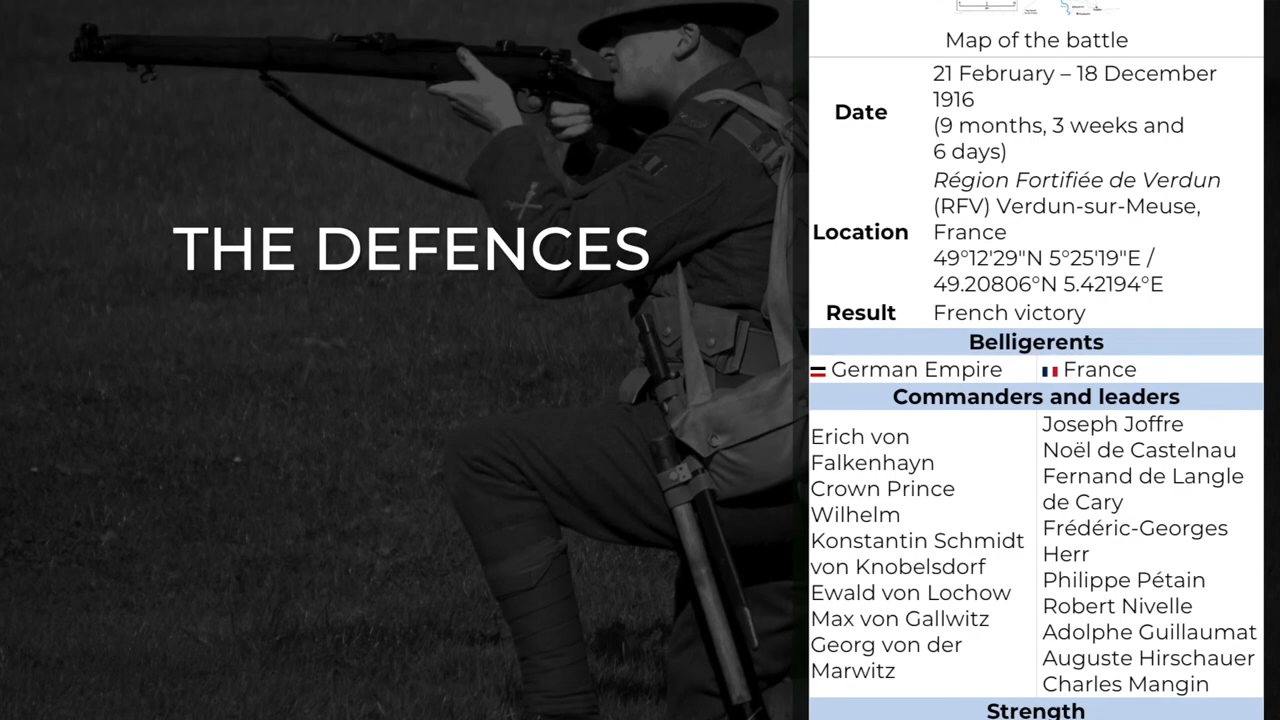 THE DEFENCES
Map of the battle
Date
21 February – 18 December
1916
(9 months, 3 weeks and
6 days)
Location
Région Fortifiée de Verdun
(RFV) Verdun-sur-Meuse,
France
49°12'29"N 5°25'19"E /
49.20806°N 5.42194°E
Result
French victory
Belligerents
German Empire
France
Commanders and leaders
Erich von
Falkenhayn
Crown Prince
Wilhelm
Konstantin Schmidt
von Knobelsdorf
Ewald von Lochow
Max von Gallwitz
Georg von der
Marwitz
Joseph Joffre
Noël de Castelnau
Fernand de Langle
de Cary
Frédéric-Georges
Herr
Philippe Pétain
Robert Nivelle
Adolphe Guillaumat
Auguste Hirschauer
Charles Mangin
Strength